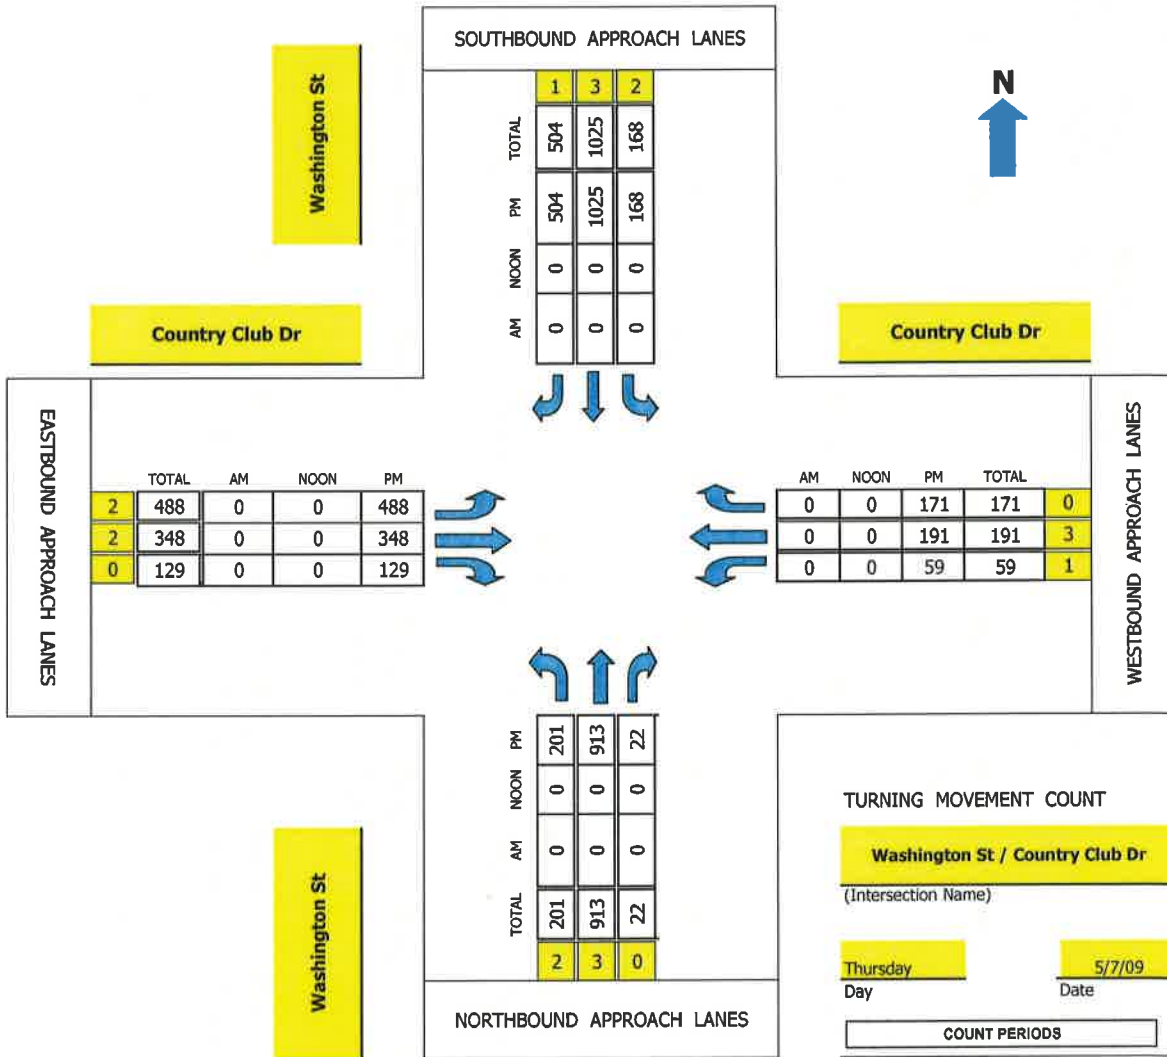 SOUTHBOUND APPROACH LANES
Washington St
N
1 3 2
TOTAL 504 1025 168
PM 504 1025 168
NOON 0 0 0
AM 0 0 0
Country Club Dr
Country Club Dr
EASTBOUND APPROACH LANES
TOTAL AM NOON PM
2 488 0 0 488
2 348 0 0 348
0 129 0 0 129
AM NOON PM TOTAL
0 0 171 171 0
0 0 191 191 3
0 0 59 59 1
WESTBOUND APPROACH LANES
PM 201 913 22
NOON 0 0 0
AM 0 0 0
TOTAL 201 913 22
2 3 0
NORTHBOUND APPROACH LANES
Washington St
TURNING MOVEMENT COUNT
Washington St / Country Club Dr
(Intersection Name)
Thursday 5/7/09
Day Date
COUNT PERIODS